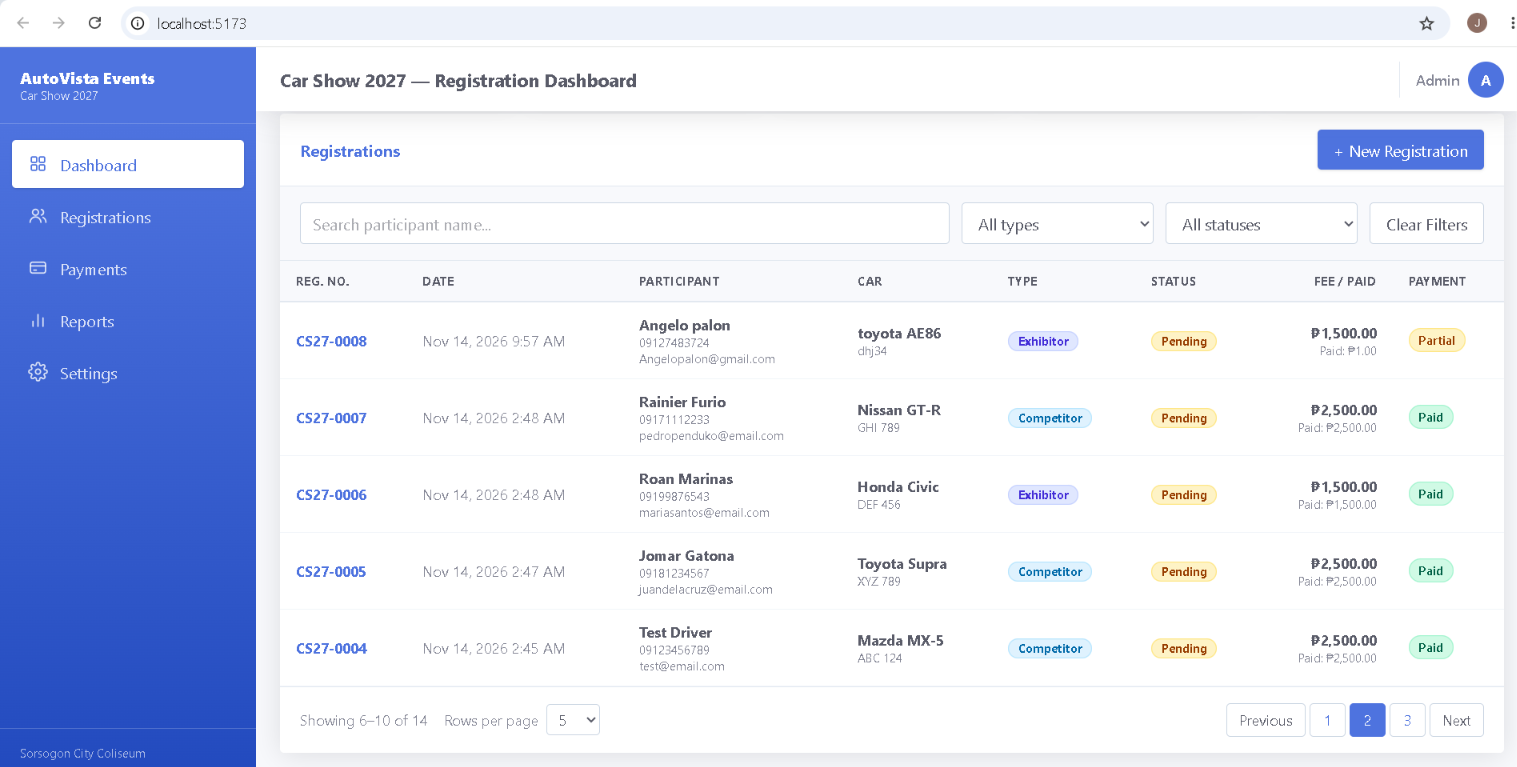 localhost:5173
J
AutoVista Events
Car Show 2027
Car Show 2027 — Registration Dashboard
Admin
A
Dashboard
Registrations
Payments
Reports
Settings
Sorsogon City Coliseum
Registrations
+ New Registration
Search participant name...
All types
All statuses
Clear Filters
REG. NO. DATE PARTICIPANT CAR TYPE STATUS FEE / PAID PAYMENT
Angelo palon
CS27-0008 Nov 14, 2026 9:57 AM 09127483724 toyota AE86 Exhibitor Pending ₱1,500.00 Partial
Angelopalon@gmail.com dhj34 Paid: ₱1.00
Rainier Furio
CS27-0007 Nov 14, 2026 2:48 AM 09171112233 Nissan GT-R Competitor Pending ₱2,500.00 Paid
pedropenduko@email.com GHI 789 Paid: ₱2,500.00
Roan Marinas
CS27-0006 Nov 14, 2026 2:48 AM 09199876543 Honda Civic Exhibitor Pending ₱1,500.00 Paid
mariasantos@email.com DEF 456 Paid: ₱1,500.00
Jomar Gatona
CS27-0005 Nov 14, 2026 2:47 AM 09181234567 Toyota Supra Competitor Pending ₱2,500.00 Paid
juandelacruz@email.com XYZ 789 Paid: ₱2,500.00
Test Driver
CS27-0004 Nov 14, 2026 2:45 AM 09123456789 Mazda MX-5 Competitor Pending ₱2,500.00 Paid
test@email.com ABC 124 Paid: ₱2,500.00
Showing 6–10 of 14 Rows per page 5 Previous 1 2 3 Next